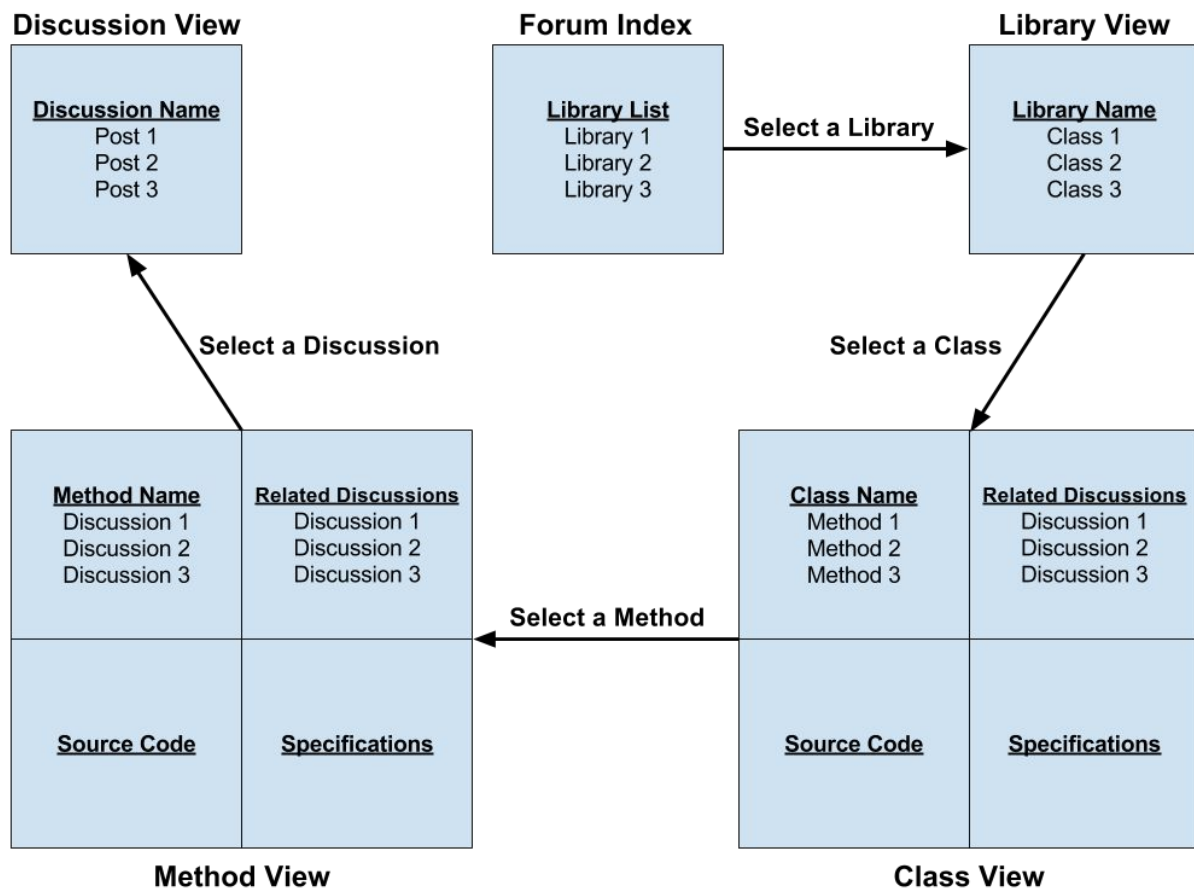 Discussion View
Discussion Name
Post 1
Post 2
Post 3
Forum Index
Library List
Library 1
Library 2
Library 3
Select a Library
Library View
Library Name
Class 1
Class 2
Class 3
Select a Discussion
Select a Class
Method Name
Discussion 1
Discussion 2
Discussion 3
Related Discussions
Discussion 1
Discussion 2
Discussion 3
Source Code
Specifications
Method View
Select a Method
Class Name
Method 1
Method 2
Method 3
Related Discussions
Discussion 1
Discussion 2
Discussion 3
Source Code
Specifications
Class View